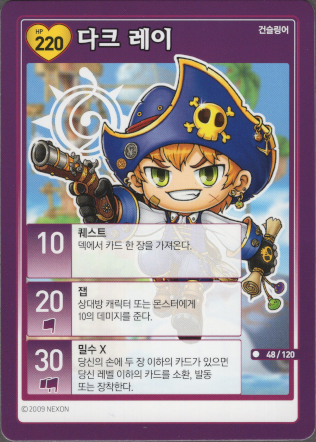 HP
220
다크 레이
건슬링어
10
퀘스트
덱에서 카드 한 장을 가져온다.
20
잽
상대방 캐릭터 또는 몬스터에게
10의 데미지를 준다.
30
밀수 X
당신의 손에 두 장 이하의 카드가 있으면
당신 레벨 이하의 카드를 소환, 발동
또는 장착한다.
48 / 120
©2009 NEXON